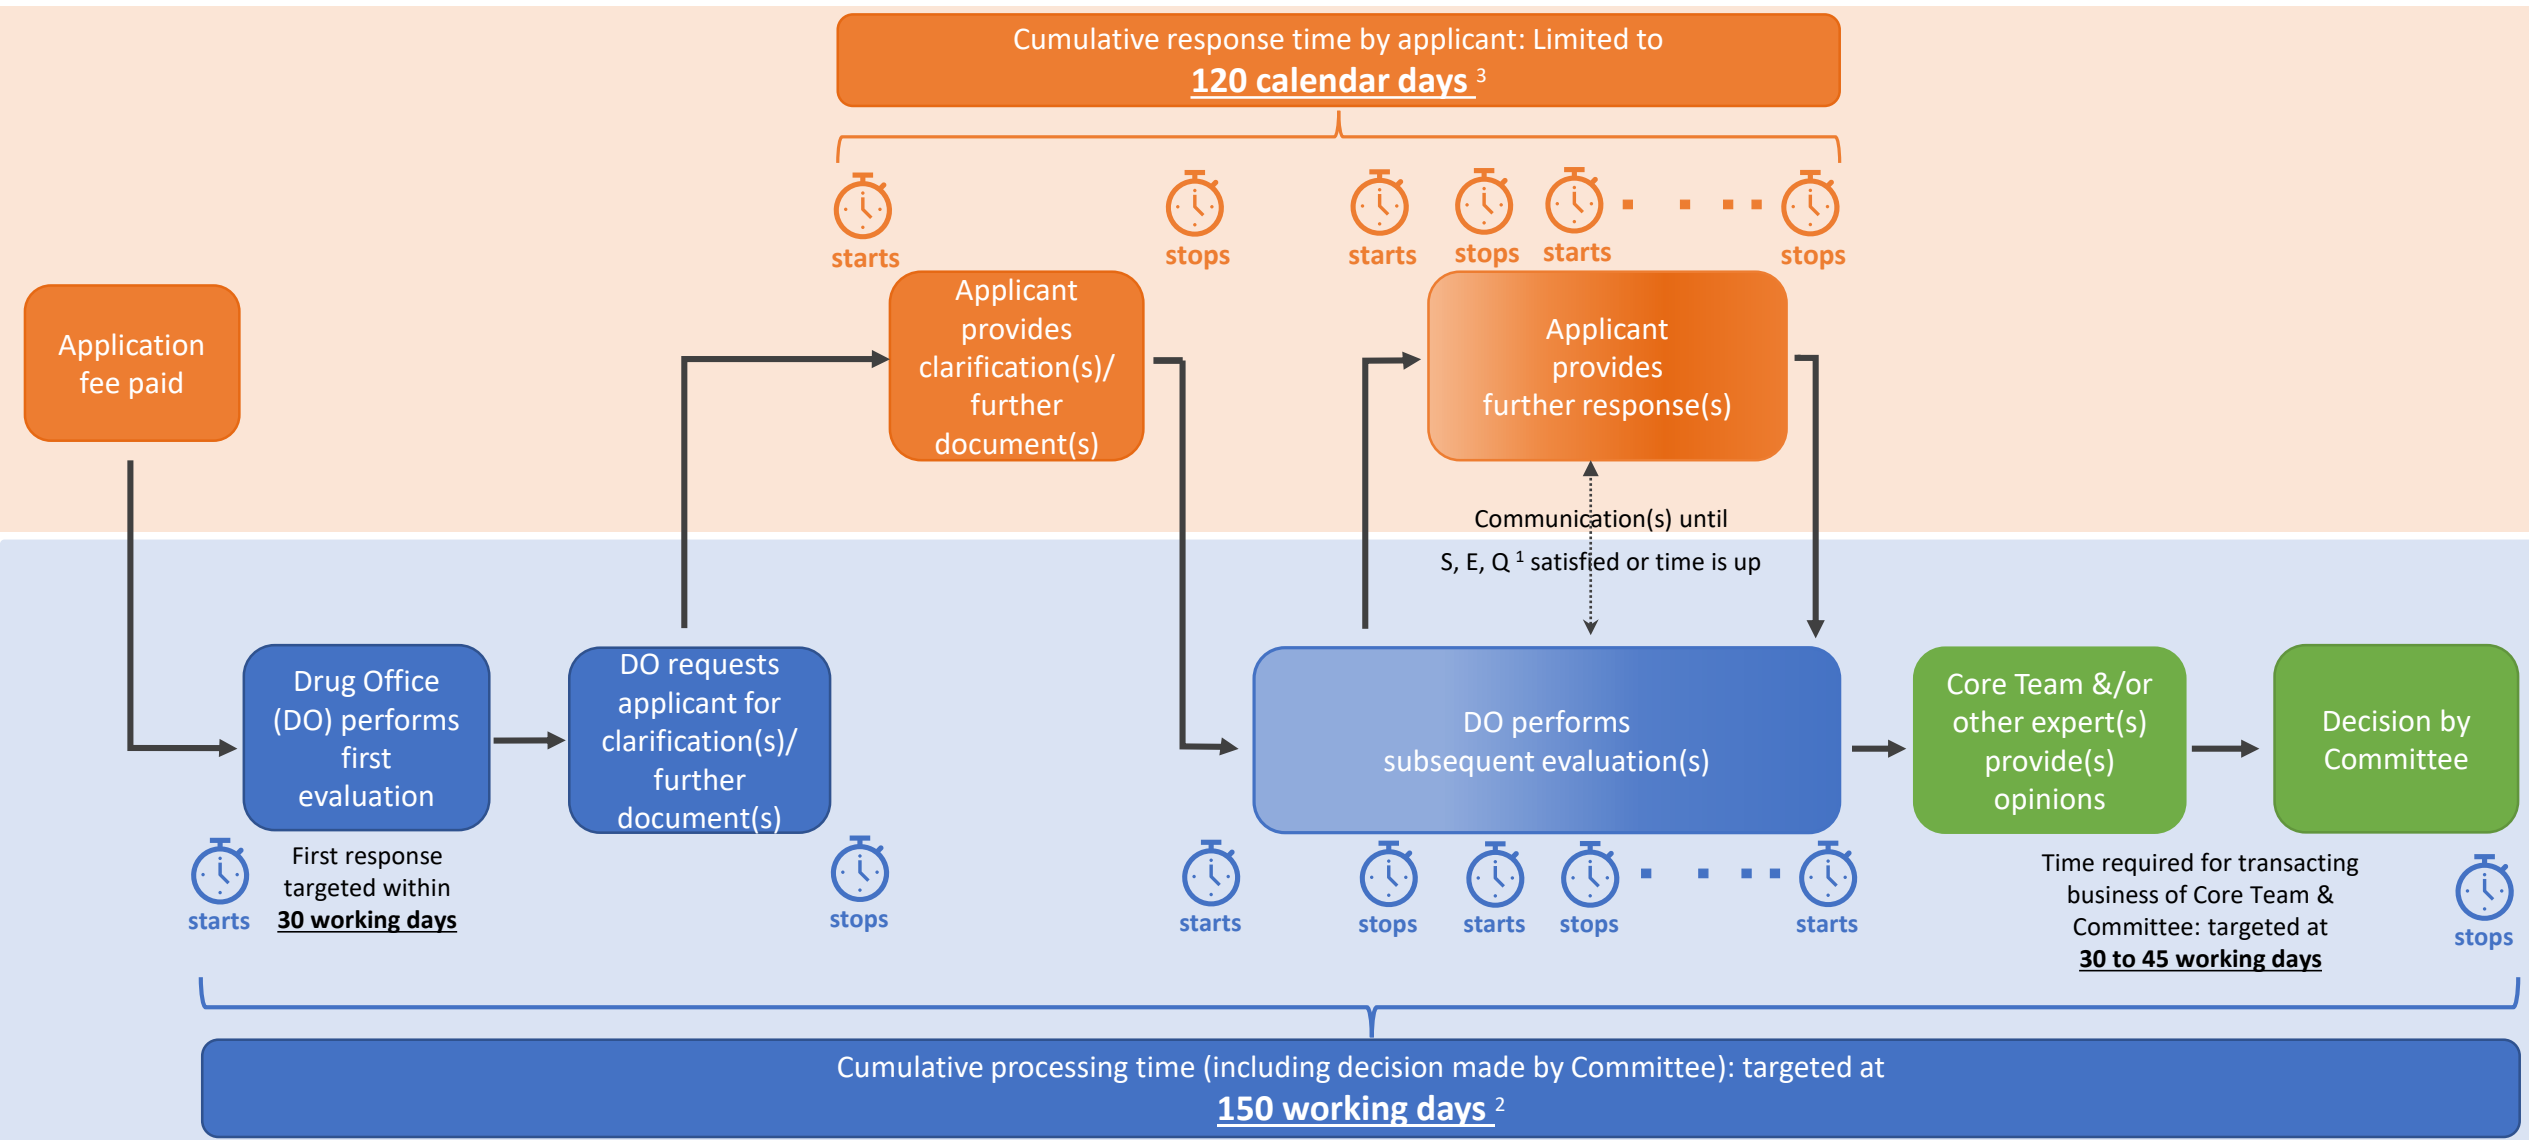 Cumulative response time by applicant: Limited to
120 calendar days 3
starts
stops
starts
stops
starts
stops
Application
fee paid
Applicant
provides
clarification(s)/
further
document(s)
Applicant
provides
further response(s)
Communication(s) until
S, E, Q 1 satisfied or time is up
Drug Office
(DO) performs
first
evaluation
DO requests
applicant for
clarification(s)/
further
document(s)
DO performs
subsequent evaluation(s)
Core Team &/or
other expert(s)
provide(s)
opinions
Decision by
Committee
starts
First response
targeted within
30 working days
stops
starts
stops
starts
stops
starts
Time required for transacting
business of Core Team &
Committee: targeted at
30 to 45 working days
stops
Cumulative processing time (including decision made by Committee): targeted at
150 working days 2